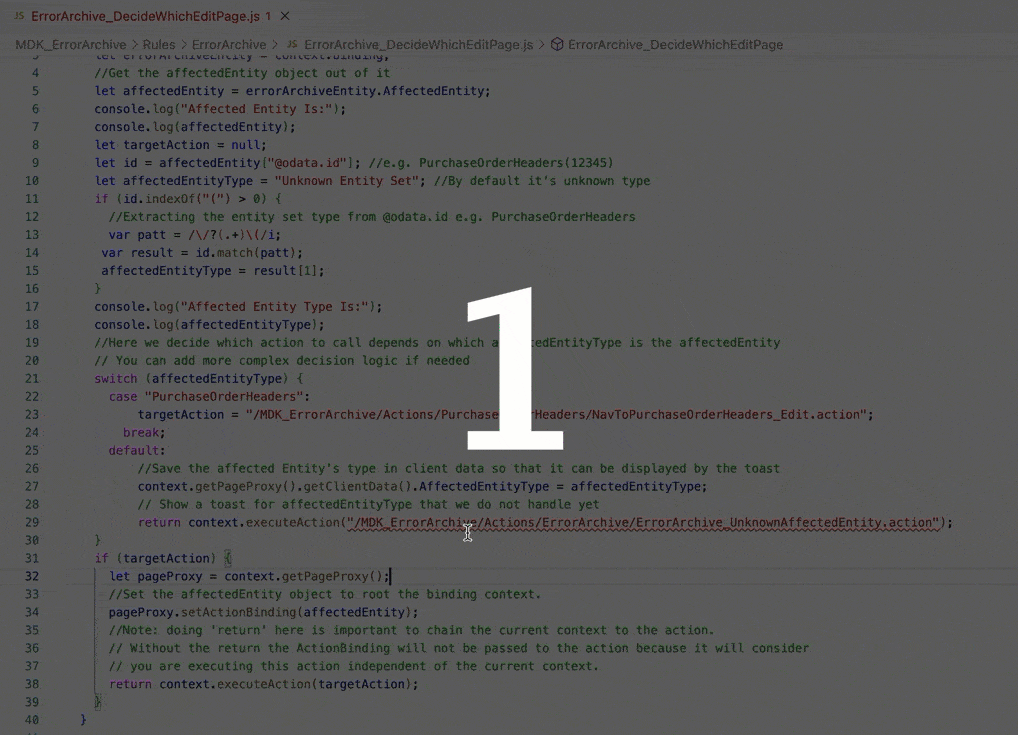 JS ErrorArchive_DecideWhichEditPage.js 1 ×
MDK_ErrorArchive > Rules > ErrorArchive > JS ErrorArchive_DecideWhichEditPage.js > ErrorArchive_DecideWhichEditPage
3 let errorArchiveEntity = context.binding;
4 //Get the affectedEntity object out of it
5 let affectedEntity = errorArchiveEntity.AffectedEntity;
6 console.log("Affected Entity Is:");
7 console.log(affectedEntity);
8 let targetAction = null;
9 let id = affectedEntity["@odata.id"]; //e.g. PurchaseOrderHeaders(12345)
10 let affectedEntityType = "Unknown Entity Set"; //By default it's unknown type
11 if (id.indexOf("(") > 0) {
12 //Extracting the entity set type from @odata.id e.g. PurchaseOrderHeaders
13 var patt = /\/?(.+)\(/i;
14 var result = id.match(patt);
15 affectedEntityType = result[1];
16 }
17 console.log("Affected Entity Type Is:");
18 console.log(affectedEntityType);
19 //Here we decide which action to call depends on which affectedEntityType is the affectedEntity
20 // You can add more complex decision logic if needed
21 switch (affectedEntityType) {
22 case "PurchaseOrderHeaders":
23 targetAction = "/MDK_ErrorArchive/Actions/PurchaseOrderHeaders/NavToPurchaseOrderHeaders_Edit.action";
24 break;
25 default:
26 //Save the affected Entity's type in client data so that it can be displayed by the toast
27 context.getPageProxy().getClientData().AffectedEntityType = affectedEntityType;
28 // Show a toast for affectedEntityType that we do not handle yet
29 return context.executeAction("/MDK_ErrorArchive/Actions/ErrorArchive/ErrorArchive_UnknownAffectedEntity.action");
30 }
31 if (targetAction) {
32 let pageProxy = context.getPageProxy();
33 //Set the affectedEntity object to root the binding context.
34 pageProxy.setActionBinding(affectedEntity);
35 //Note: doing 'return' here is important to chain the current context to the action.
36 // Without the return the ActionBinding will not be passed to the action because it will consider
37 // you are executing this action independent of the current context.
38 return context.executeAction(targetAction);
39 }
40 }
1